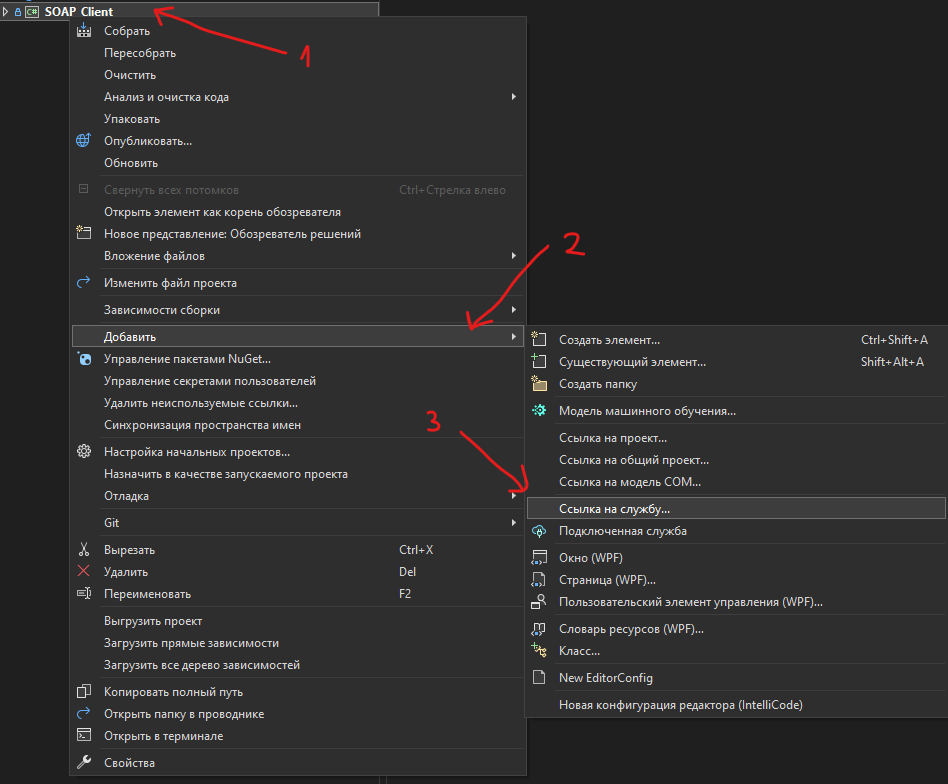 C# SOAP Client
1
Собрать
Пересобрать
Очистить
Анализ и очистка кода
Упаковать
Опубликовать...
Обновить
Свернуть всех потомков Ctrl+Стрелка влево
Открыть элемент как корень обозревателя
Новое представление: Обозреватель решений
Вложение файлов
2
Изменить файл проекта
Зависимости сборки
Добавить
Управление пакетами NuGet...
Управление секретами пользователей
Удалить неиспользуемые ссылки...
Синхронизация пространства имен
3
Настройка начальных проектов...
Назначить в качестве запускаемого проекта
Отладка
Git
Вырезать Ctrl+X
Удалить Del
Переименовать F2
Выгрузить проект
Загрузить прямые зависимости
Загрузить все дерево зависимостей
Копировать полный путь
Открыть папку в проводнике
Открыть в терминале
Свойства
Создать элемент... Ctrl+Shift+A
Существующий элемент... Shift+Alt+A
Создать папку
Модель машинного обучения...
Ссылка на проект...
Ссылка на общий проект...
Ссылка на модель COM...
Ссылка на службу...
Подключенная служба
Окно (WPF)
Страница (WPF)...
Пользовательский элемент управления (WPF)...
Словарь ресурсов (WPF)...
Класс...
New EditorConfig
Новая конфигурация редактора (IntelliCode)